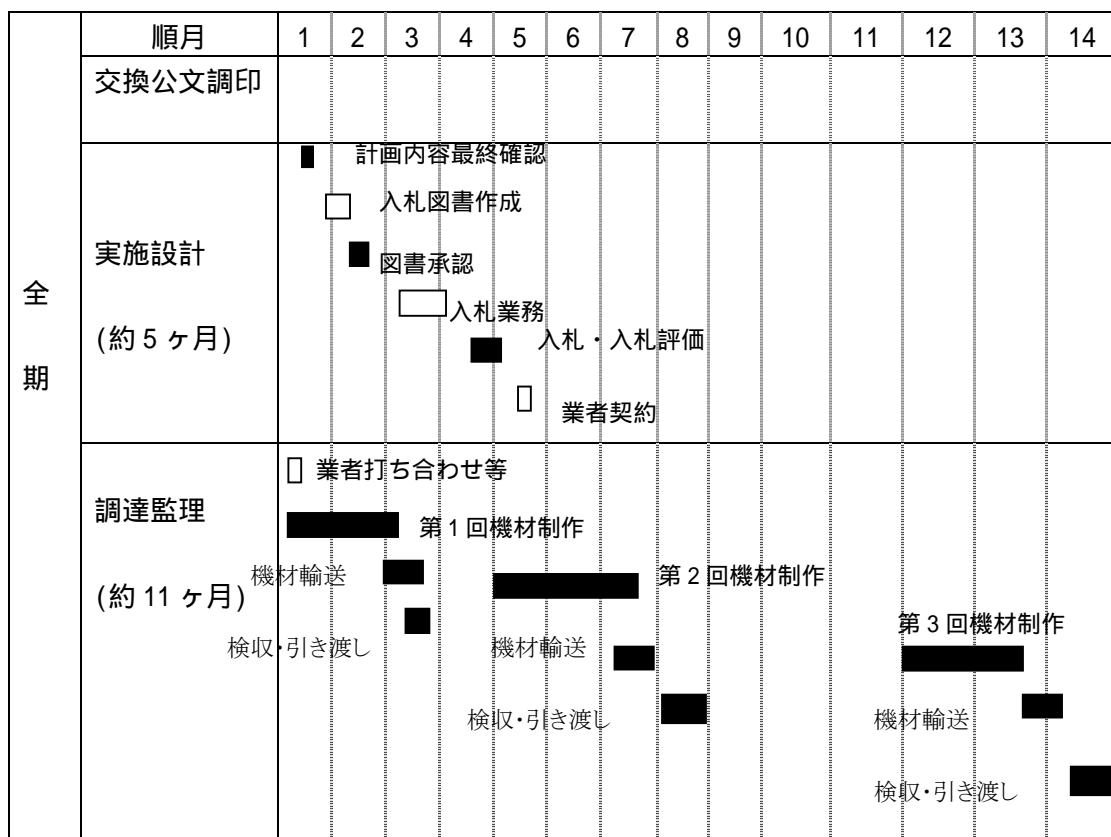 順月 1 2 3 4 5 6 7 8 9 10 11 12 13 14
交換公文調印
全期
実施設計
(約5ヶ月)
計画内容最終確認
入札図書作成
図書承認
入札業務
入札・入札評価
業者契約
調達監理
(約11ヶ月)
業者打ち合わせ等
第1回機材制作
機材輸送
検収・引き渡し
第2回機材制作
機材輸送
検収・引き渡し
第3回機材制作
機材輸送
検収・引き渡し